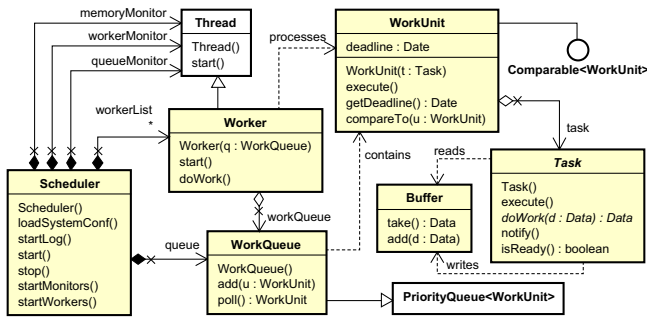 memoryMonitor
workerMonitor
queueMonitor
workerList
*
Thread
Thread()
start()
processes
WorkUnit
deadline : Date
WorkUnit(t : Task)
execute()
getDeadline() : Date
compareTo(u : WorkUnit)
Comparable<WorkUnit>
Worker
Worker(q : WorkQueue)
start()
doWork()
contains
task
reads
Task
Task()
execute()
doWork(d : Data) : Data
notify()
isReady() : boolean
Scheduler
Scheduler()
loadSystemConf()
startLog()
start()
stop()
startMonitors()
startWorkers()
queue
workQueue
WorkQueue
WorkQueue()
add(u : WorkUnit)
poll() : WorkUnit
Buffer
take() : Data
add(d : Data)
writes
PriorityQueue<WorkUnit>